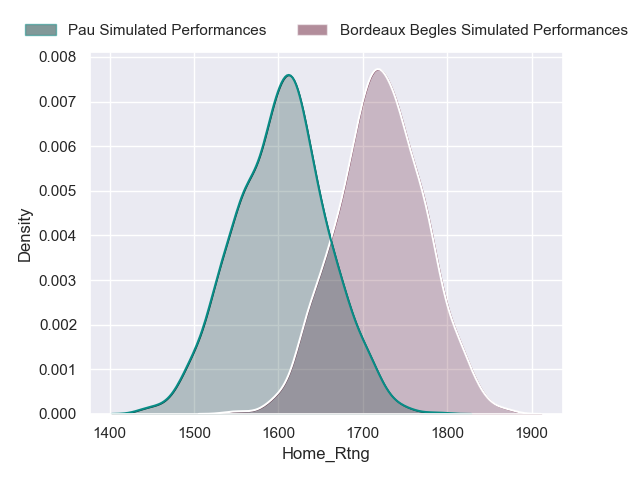 Pau Simulated Performances
Bordeaux Begles Simulated Performances
0.008
0.007
0.006
0.005
0.004
0.003
0.002
0.001
0.000
Density
1400 1500 1600 1700 1800 1900
Home_Rtng